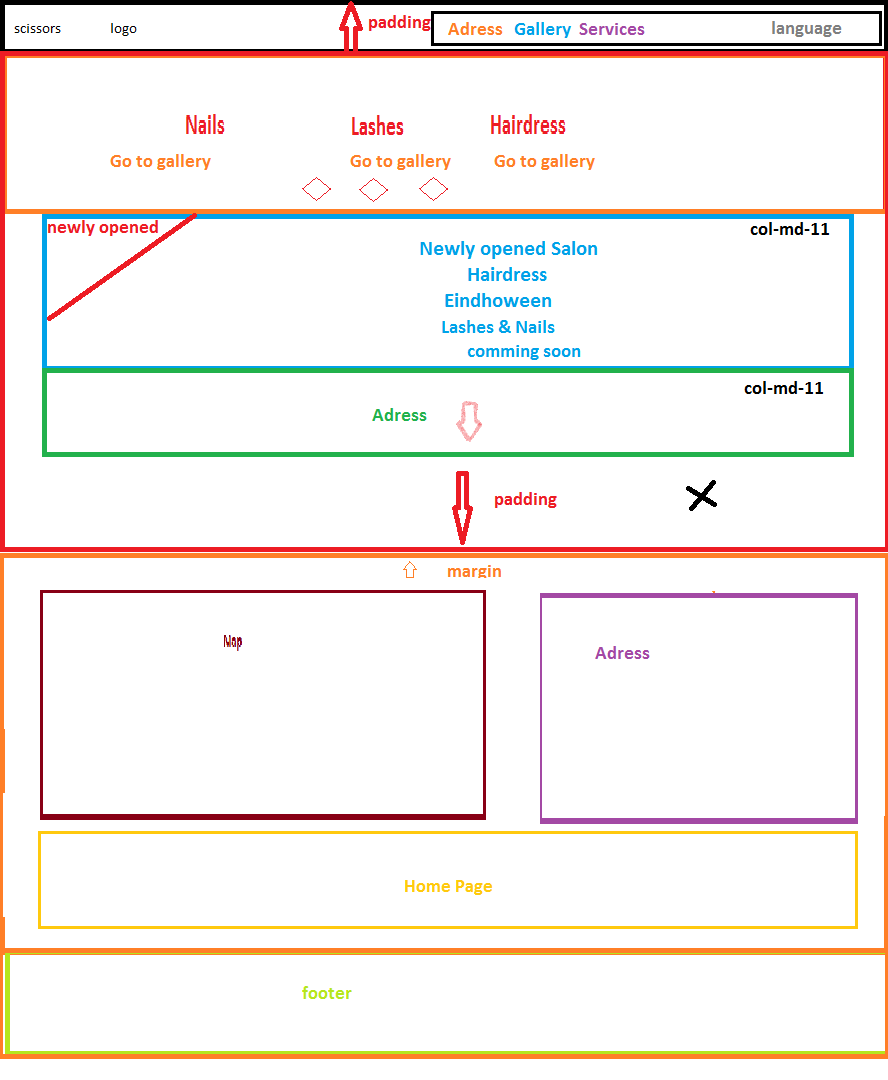 scissors logo padding Adress Gallery Services language
Nails Lashes Hairdress
Go to gallery Go to gallery Go to gallery
newly opened col-md-11
Newly opened Salon
Hairdress
Eindhoween
Lashes & Nails
comming soon
col-md-11
Adress
padding
margin
Map
Adress
Home Page
footer